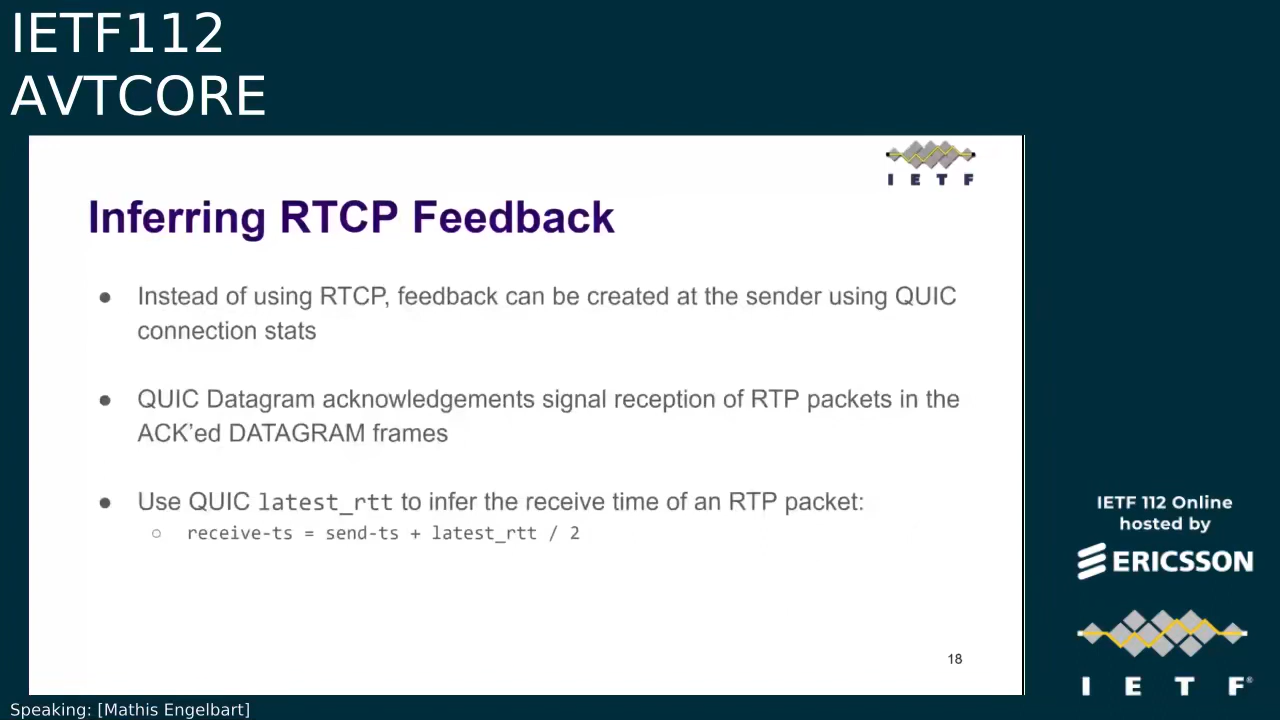 IETF112
AVTCORE
I E T F
Inferring RTCP Feedback
● Instead of using RTCP, feedback can be created at the sender using QUIC
connection stats
● QUIC Datagram acknowledgements signal reception of RTP packets in the
ACK’ed DATAGRAM frames
● Use QUIC latest_rtt to infer the receive time of an RTP packet:
○ receive-ts = send-ts + latest_rtt / 2
18
IETF 112 Online
hosted by
ERICSSON
I E T F®
Speaking: [Mathis Engelbart]